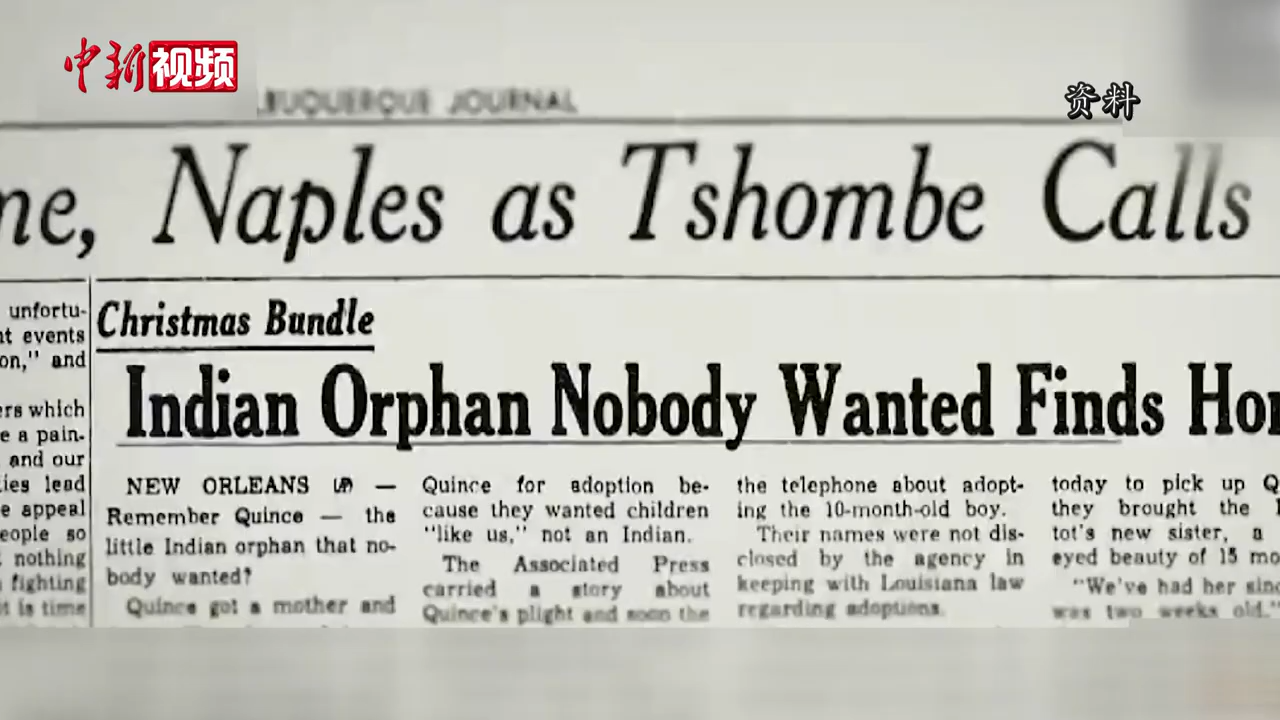 中新视频
资料
BUQUERQUE JOURNAL
ne, Naples as Tshombe Calls
unfortu-
nt events
on," and
ers which
e a pain-
and our
ies lead
e appeal
eople so
nothing
fighting
it is time
Christmas Bundle
Indian Orphan Nobody Wanted Finds Hor
NEW ORLEANS (AP) —
Remember Quince — the
little Indian orphan that no-
body wanted?
Quince got a mother and
Quince for adoption be-
cause they wanted children
"like us," not an Indian.
The Associated Press
carried a story about
Quince's plight and soon the
the telephone about adopt-
ing the 10-month-old boy.
Their names were not dis-
closed by the agency in
keeping with Louisiana law
regarding adoptions.
today to pick up Q
they brought the
tot's new sister, a
eyed beauty of 15 mo
"We've had her sinc
was two weeks old."